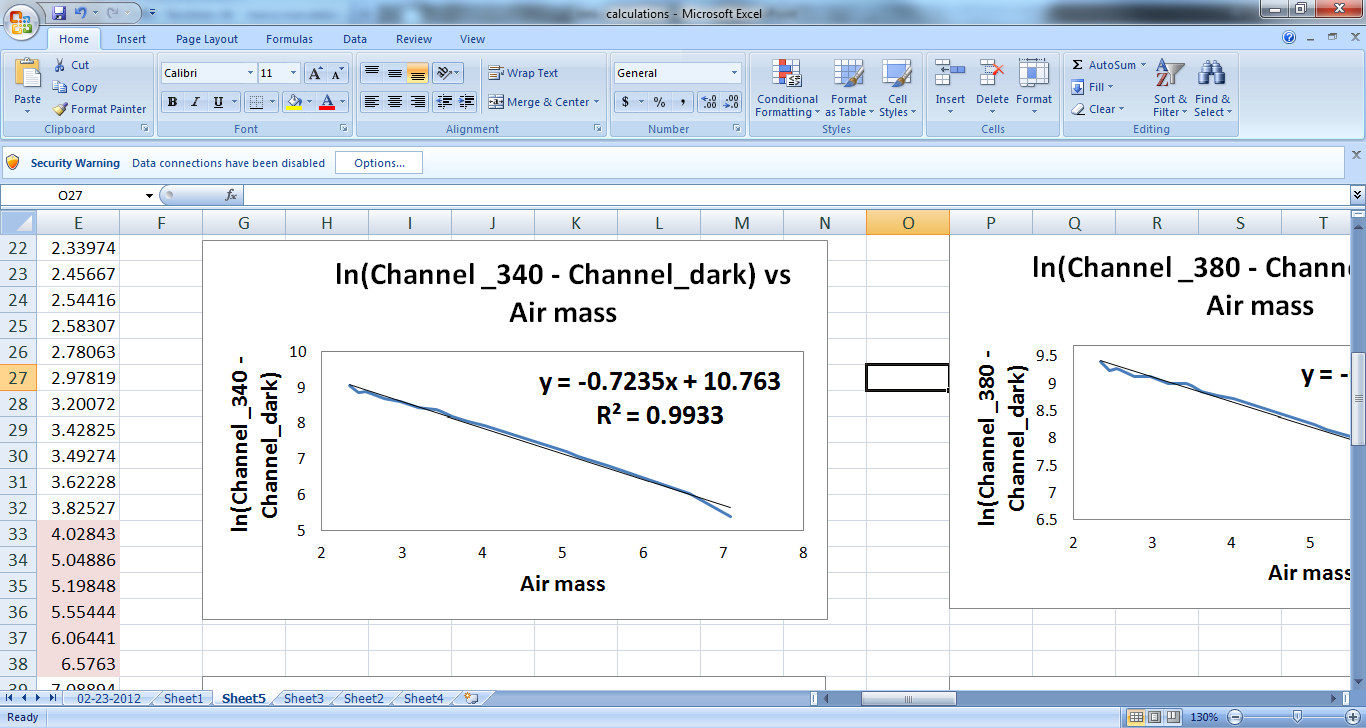 calculations - Microsoft Excel
Home Insert Page Layout Formulas Data Review View
Paste
Cut
Copy
Format Painter
Clipboard
Calibri 11
B I U
Font
Wrap Text
Merge & Center
Alignment
General
$ % ,
Number
Conditional Formatting
Format as Table
Cell Styles
Styles
Insert Delete Format
Cells
Σ AutoSum
Fill
Clear
Sort & Filter
Find & Select
Editing
Security Warning Data connections have been disabled Options...
O27 fx
E F G H I J K L M N O P Q R S T
22 2.33974
23 2.45667
24 2.54416
25 2.58307
26 2.78063
27 2.97819
28 3.20072
29 3.42825
30 3.49274
31 3.62228
32 3.82527
33 4.02843
34 5.04886
35 5.19848
36 5.55444
37 6.06441
38 6.5763
39 7.08894
ln(Channel _340 - Channel_dark) vs
Air mass
ln(Channel_340 -
Channel_dark)
10
9
8
7
6
5
y = -0.7235x + 10.763
R² = 0.9933
2 3 4 5 6 7 8
Air mass
ln(Channel _380 - Chann
Air mass
ln(Channel_380 -
Channel_dark)
9.5
9
8.5
8
7.5
7
6.5
y = -
2 3 4 5
Air mass
02-23-2012 Sheet1 Sheet5 Sheet3 Sheet2 Sheet4
Ready 130%